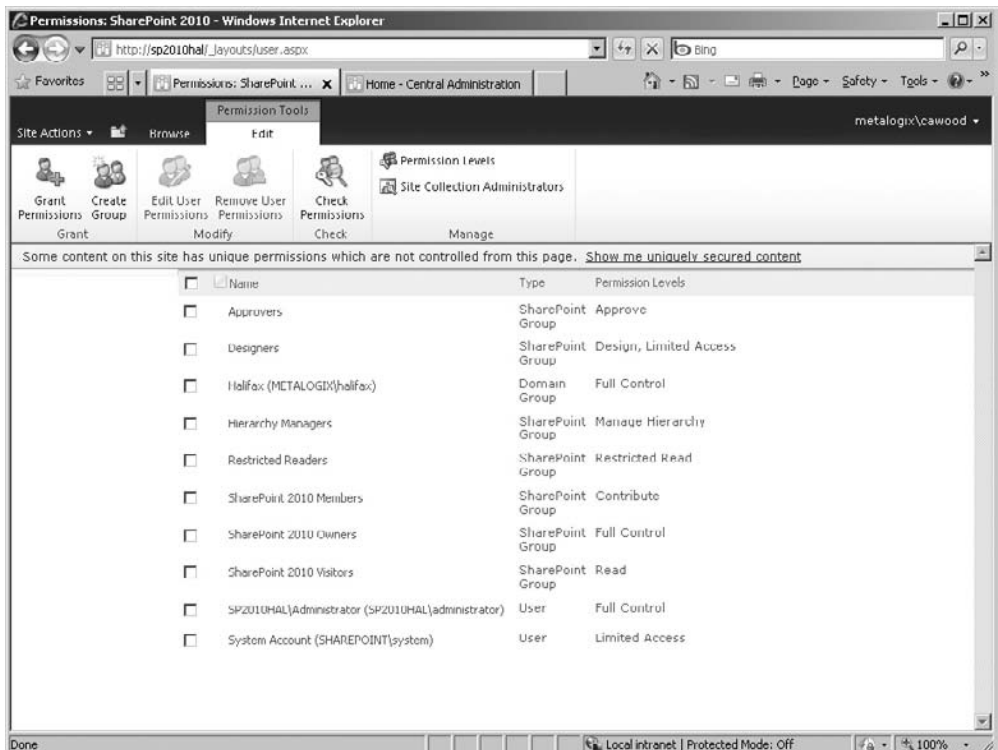 Permissions: SharePoint 2010 - Windows Internet Explorer
http://sp2010hal/_layouts/user.aspx
Bing
Favorites
Permissions: SharePoint ... X
Home - Central Administration
Page
Safety
Tools
»
Permission Tools
metalogix\cawood
Site Actions
Browse
Edit
Grant Permissions
Create Group
Edit User Permissions
Remove User Permissions
Check Permissions
Permission Levels
Site Collection Administrators
Grant
Modify
Check
Manage
Some content on this site has unique permissions which are not controlled from this page. Show me uniquely secured content
Name Type Permission Levels
Approvers SharePoint Group Approve
Designers SharePoint Group Design, Limited Access
Halifax (METALOGIX\halifax) Domain Group Full Control
Hierarchy Managers SharePoint Group Manage Hierarchy
Restricted Readers SharePoint Group Restricted Read
SharePoint 2010 Members SharePoint Group Contribute
SharePoint 2010 Owners SharePoint Group Full Control
SharePoint 2010 Visitors SharePoint Group Read
SP2010HAL\Administrator (SP2010HAL\administrator) User Full Control
System Account (SHAREPOINT\system) User Limited Access
Done
Local intranet | Protected Mode: Off
100%